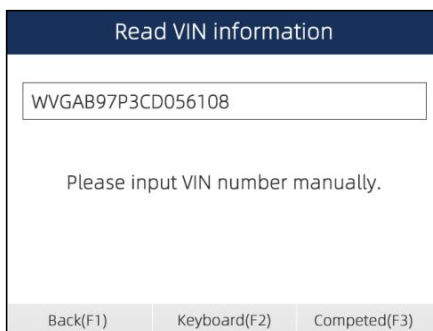 Read VIN information
WVGAB97P3CD056108
Please input VIN number manually.
Back(F1) Keyboard(F2) Competed(F3)